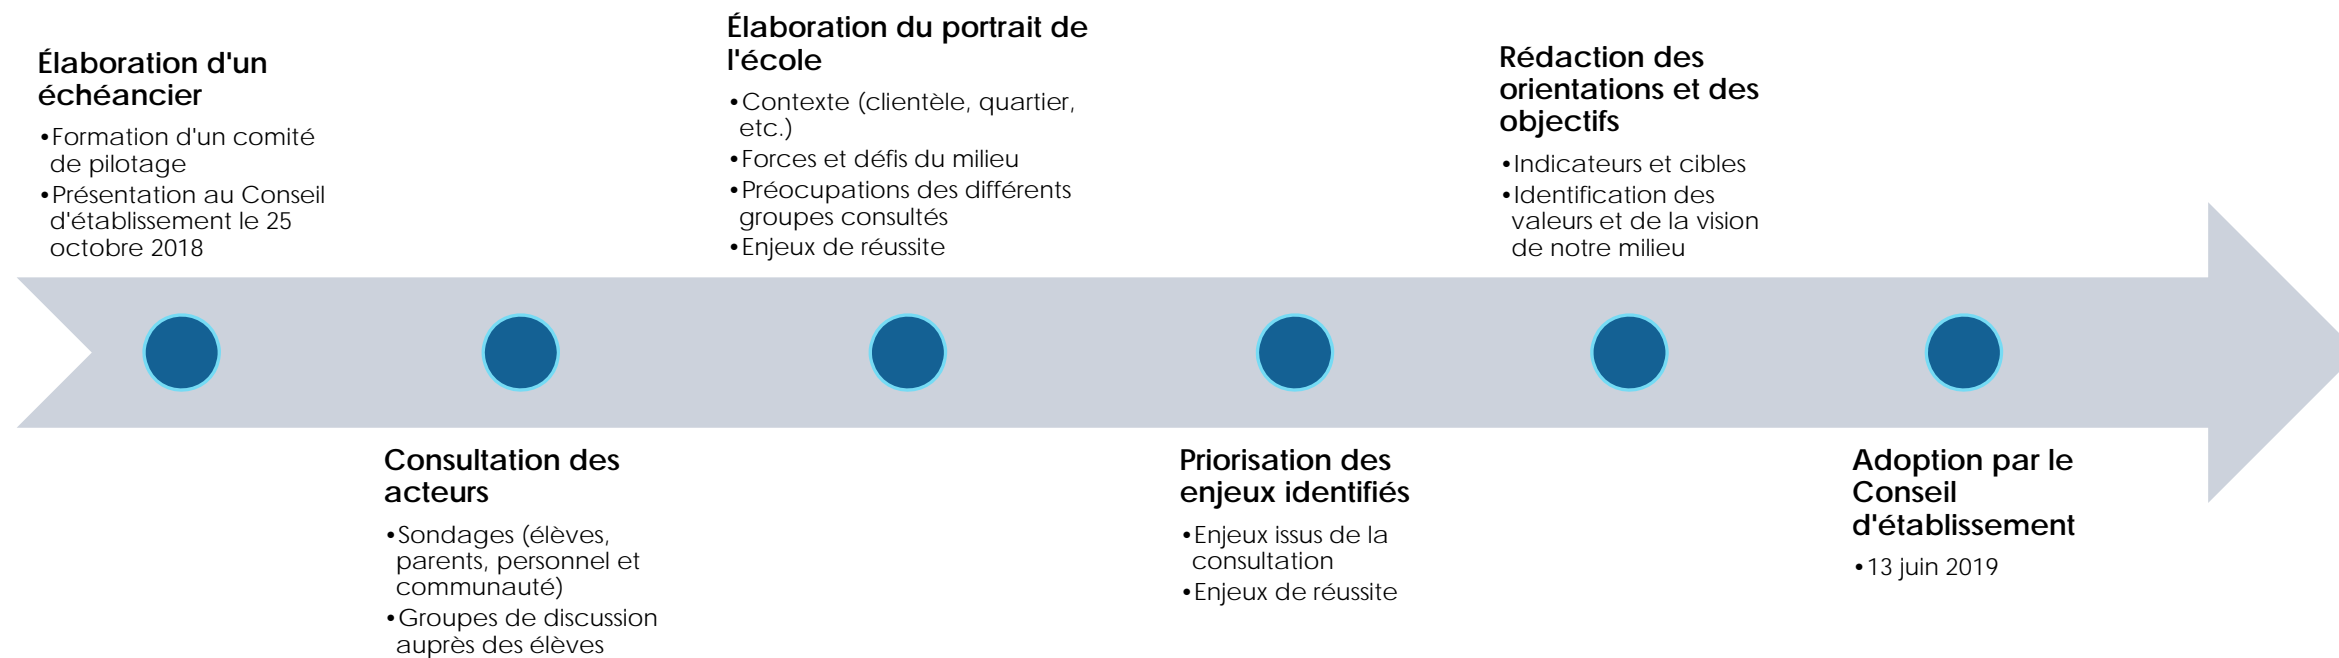 Élaboration d'un
échéancier
•Formation d'un comité
de pilotage
•Présentation au Conseil
d'établissement le 25
octobre 2018
Consultation des
acteurs
•Sondages (élèves,
parents, personnel et
communauté)
•Groupes de discussion
auprès des élèves
Élaboration du portrait de
l'école
•Contexte (clientèle, quartier,
etc.)
•Forces et défis du milieu
•Préoccupations des différents
groupes consultés
•Enjeux de réussite
Priorisation des
enjeux identifiés
•Enjeux issus de la
consultation
•Enjeux de réussite
Rédaction des
orientations et des
objectifs
•Indicateurs et cibles
•Identification des
valeurs et de la vision
de notre milieu
Adoption par le
Conseil
d'établissement
•13 juin 2019